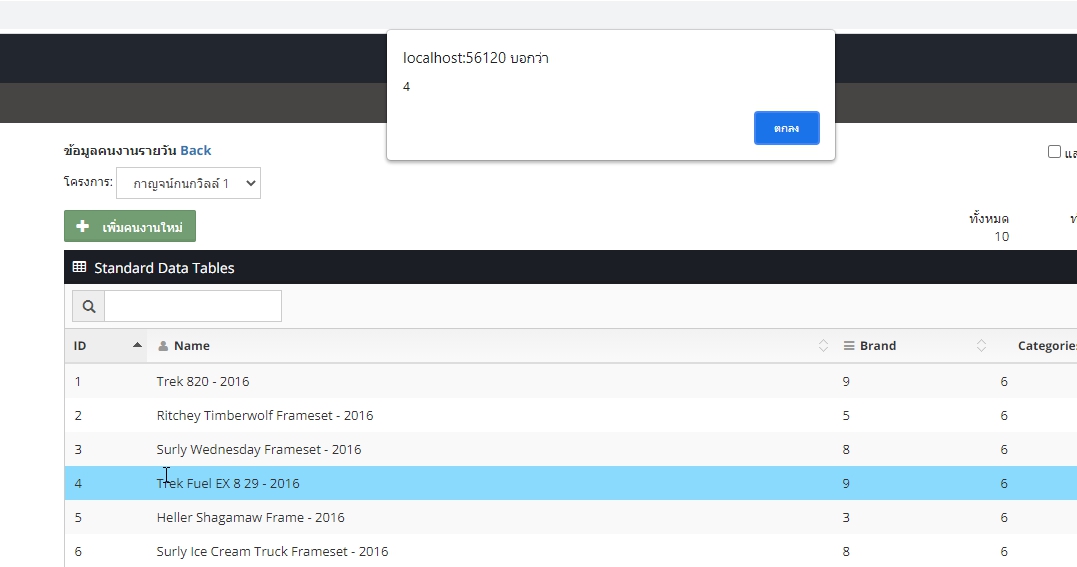 localhost:56120 บอกว่า
4
ตกลง
ข้อมูลคนงานรายวัน Back
โครงการ: กาญจน์กนกวิลล์ 1
เพิ่มคนงานใหม่
ทั้งหมด
10
Standard Data Tables
ID Name Brand Categories
1 Trek 820 - 2016 9 6
2 Ritchey Timberwolf Frameset - 2016 5 6
3 Surly Wednesday Frameset - 2016 8 6
4 Trek Fuel EX 8 29 - 2016 9 6
5 Heller Shagamaw Frame - 2016 3 6
6 Surly Ice Cream Truck Frameset - 2016 8 6